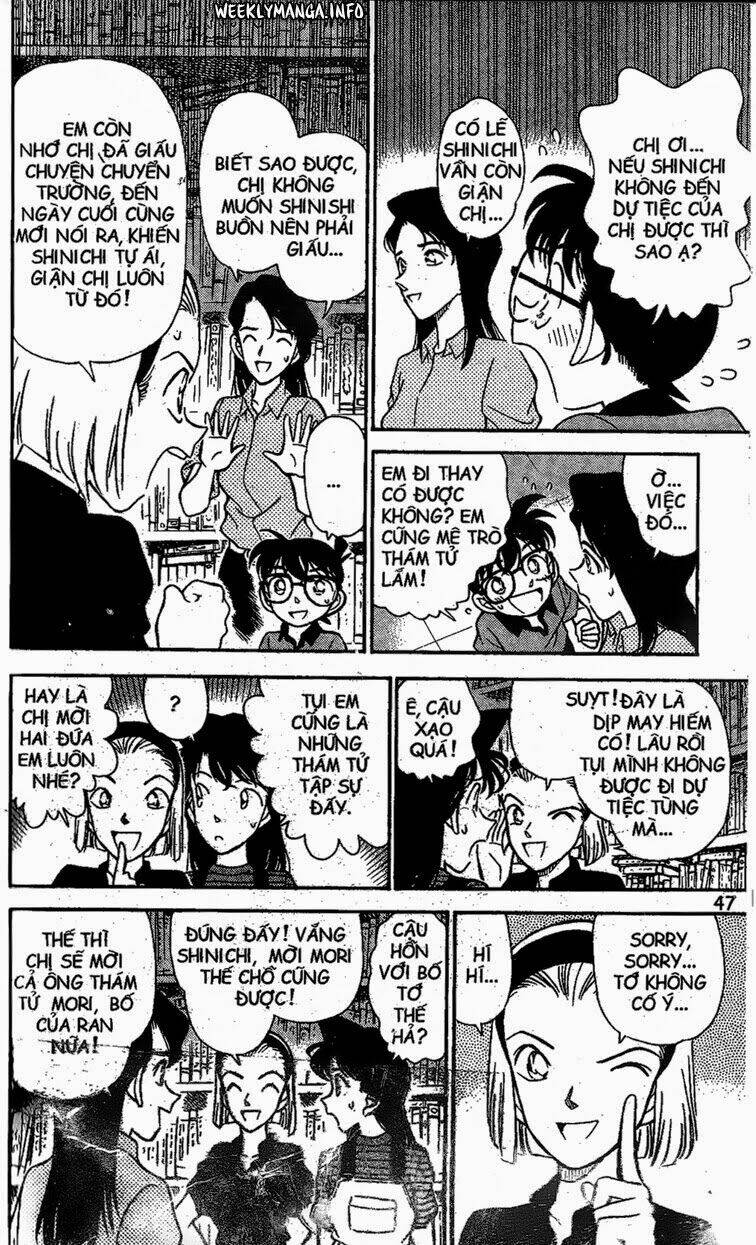 WEEKLYMANGA.INFO
EM CÒN
NHỚ CHỊ ĐÃ GIẤU
CHUYỆN CHUYỂN
TRƯỜNG, ĐẾN
NGÀY CUỐI CÙNG
MỚI NÓI RA, KHIẾN
SHINICHI TỰ ÁI,
GIẬN CHỊ LUÔN
TỪ ĐÓ!
BIẾT SAO ĐƯỢC,
CHỊ KHÔNG
MUỐN SHINISHI
BUỒN NÊN PHẢI
GIẤU...
...
CÓ LẼ
SHINICHI
VẪN CÒN
GIẬN
CHỊ...
CHỊ ƠI...
NẾU SHINICHI
KHÔNG ĐẾN
DỰ TIỆC CỦA
CHỊ ĐƯỢC THÌ
SAO Ạ?
EM ĐI THAY
CÓ ĐƯỢC
KHÔNG? EM
CŨNG MÊ TRÒ
THÁM TỬ
LẮM!
Ờ...
VIỆC
ĐÓ...
HAY LÀ
CHỊ MỜI
HAI ĐỨA
EM LUÔN
NHÉ?
?
TỤI EM
CŨNG LÀ
NHỮNG
THÁM TỬ
TẬP SỰ
ĐẤY.
Ê, CẬU
XẠO
QUÁ!
SUỴT! ĐÂY LÀ
DỊP MAY HIẾM
CÓ! LÂU RỒI
TỤI MÌNH KHÔNG
ĐƯỢC ĐI DỰ
TIỆC TÙNG
MÀ...
47
THẾ THÌ
CHỊ SẼ MỜI
CẢ ÔNG THÁM
TỬ MORI, BỐ
CỦA RAN
NỮA!
ĐÚNG ĐẤY! VẮNG
SHINICHI, MỜI MORI
THẾ CHỖ CŨNG
ĐƯỢC!
CẬU
HỖN
VỚI BỐ
TỚ
THẾ
HẢ?
HÍ
HÍ...
SORRY,
SORRY...
TỚ KHÔNG
CỐ Ý...